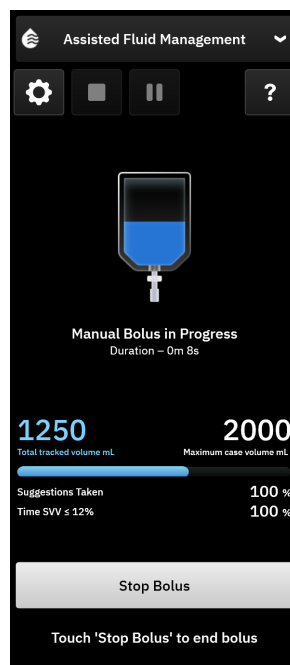 Assisted Fluid Management
?
Manual Bolus in Progress
Duration – 0m 8s
1250 2000
Total tracked volume mL Maximum case volume mL
Suggestions Taken 100 %
Time SVV ≤ 12% 100 %
Stop Bolus
Touch 'Stop Bolus' to end bolus